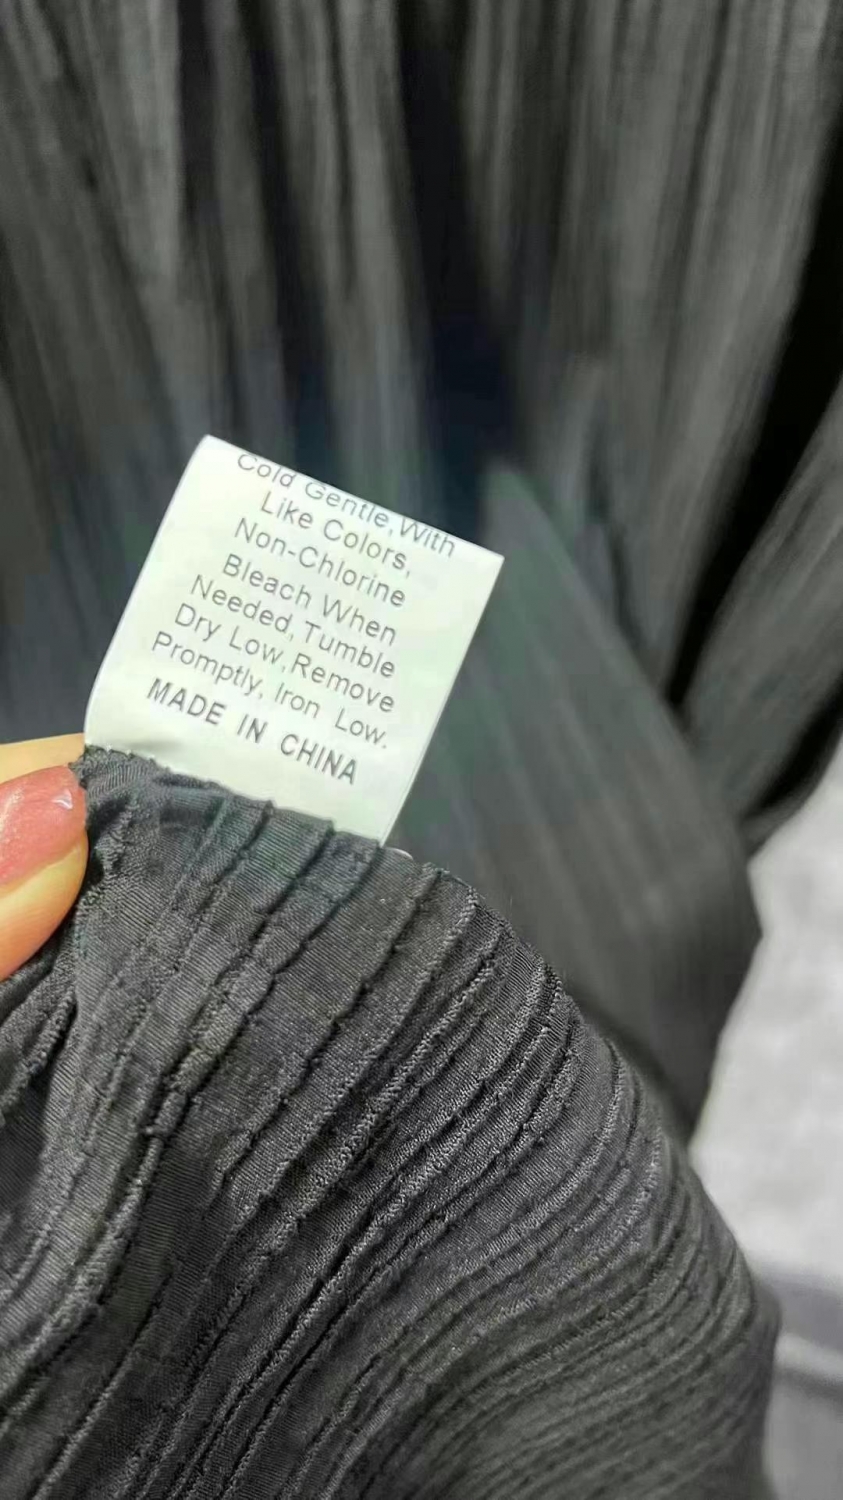 Cold Gentle,With
Like Colors,
Non-Chlorine
Bleach When
Needed, Tumble
Dry Low,Remove
Promptly, Iron Low.
MADE IN CHINA